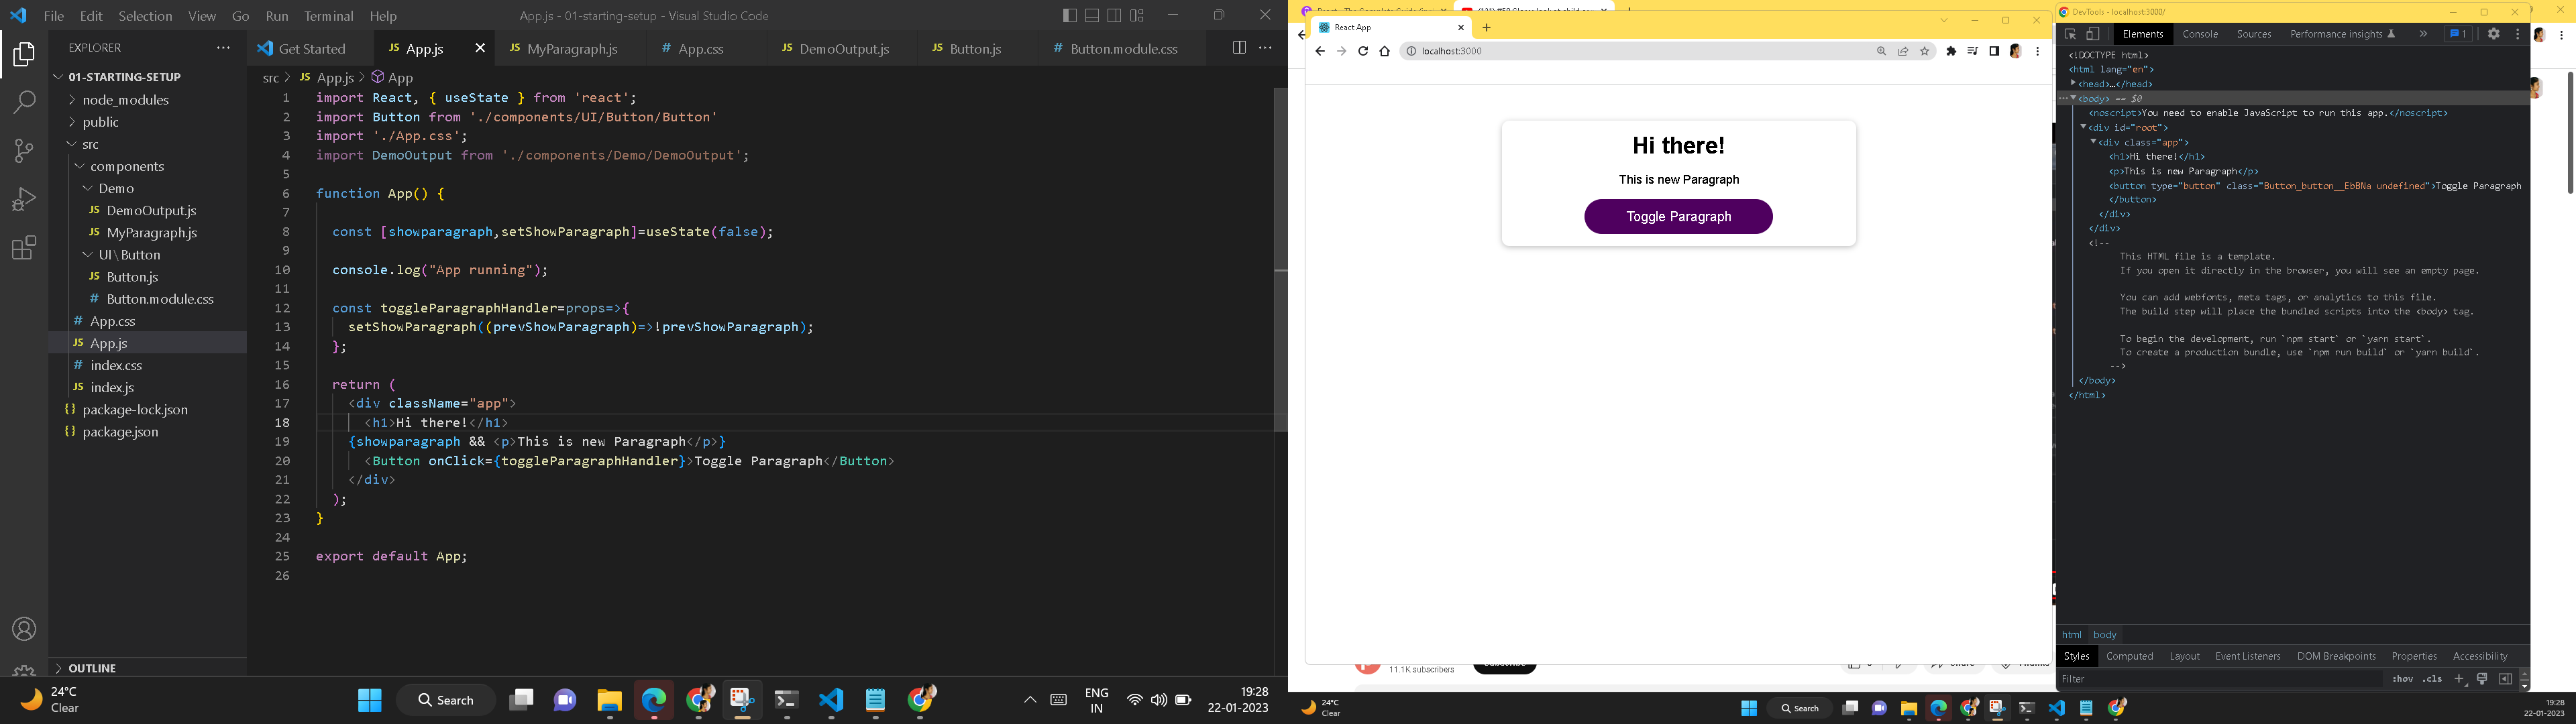 File Edit Selection View Go Run Terminal Help
App.js - 01-starting-setup - Visual Studio Code
EXPLORER
01-STARTING-SETUP
node_modules
public
src
components
Demo
JS DemoOutput.js
JS MyParagraph.js
UI\Button
JS Button.js
# Button.module.css
# App.css
JS App.js
# index.css
JS index.js
{} package-lock.json
{} package.json
OUTLINE
Get Started
JS App.js
JS MyParagraph.js
# App.css
JS DemoOutput.js
JS Button.js
# Button.module.css
src > JS App.js > App
1 import React, { useState } from 'react';
2 import Button from './components/UI/Button/Button'
3 import './App.css';
4 import DemoOutput from './components/Demo/DemoOutput';
5
6 function App() {
7
8 const [showparagraph,setShowParagraph]=useState(false);
9
10 console.log("App running");
11
12 const toggleParagraphHandler=props=>{
13 setShowParagraph((prevShowParagraph)=>!prevShowParagraph);
14 };
15
16 return (
17 <div className="app">
18 <h1>Hi there!</h1>
19 {showparagraph && <p>This is new Paragraph</p>}
20 <Button onClick={toggleParagraphHandler}>Toggle Paragraph</Button>
21 </div>
22 );
23 }
24
25 export default App;
26
24°C
Clear
Search
ENG
IN
19:28
22-01-2023
React App
localhost:3000
Hi there!
This is new Paragraph
Toggle Paragraph
11.1K subscribers
DevTools - localhost:3000/
Elements Console Sources Performance insights
1
<!DOCTYPE html>
<html lang="en">
<head>…</head>
<body> == $0
<noscript>You need to enable JavaScript to run this app.</noscript>
<div id="root">
<div class="app">
<h1>Hi there!</h1>
<p>This is new Paragraph</p>
<button type="button" class="Button_button__EbBNa undefined">Toggle Paragraph
</button>
</div>
</div>
<!--
This HTML file is a template.
If you open it directly in the browser, you will see an empty page.
You can add webfonts, meta tags, or analytics to this file.
The build step will place the bundled scripts into the <body> tag.
To begin the development, run `npm start` or `yarn start`.
To create a production bundle, use `npm run build` or `yarn build`.
-->
</body>
</html>
html body
Styles Computed Layout Event Listeners DOM Breakpoints Properties Accessibility
Filter
:hov .cls
24°C
Clear
Search
19:28
22-01-2023